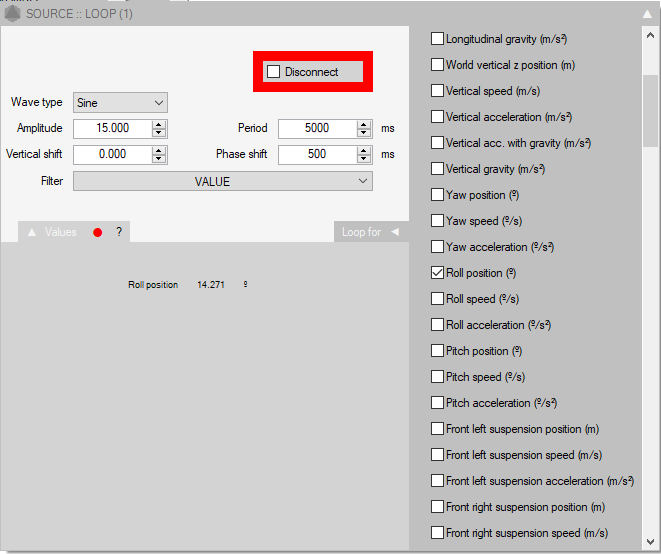 SOURCE :: LOOP (1)
Disconnect
Wave type Sine
Amplitude 15.000 Period 5000 ms
Vertical shift 0.000 Phase shift 500 ms
Filter VALUE
Values ? Loop for
Roll position 14.271 º
Longitudinal gravity (m/s²)
World vertical z position (m)
Vertical speed (m/s)
Vertical acceleration (m/s²)
Vertical acc. with gravity (m/s²)
Vertical gravity (m/s²)
Yaw position (º)
Yaw speed (º/s)
Yaw acceleration (º/s²)
Roll position (º)
Roll speed (º/s)
Roll acceleration (º/s²)
Pitch position (º)
Pitch speed (º/s)
Pitch acceleration (º/s²)
Front left suspension position (m)
Front left suspension speed (m/s)
Front left suspension acceleration (m/s²)
Front right suspension position (m)
Front right suspension speed (m/s)